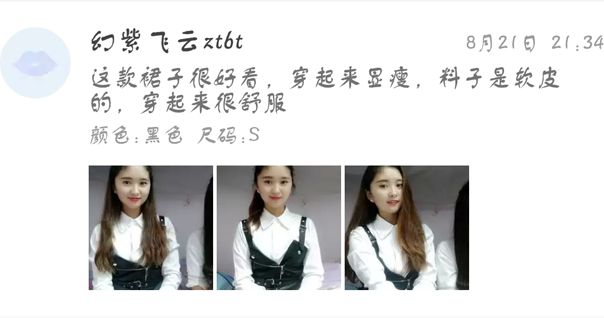 幻紫飞云ztbt 8月21日 21:34
这款裙子很好看，穿起来显瘦，料子是软皮
的，穿起来很舒服
颜色:黑色 尺码:S